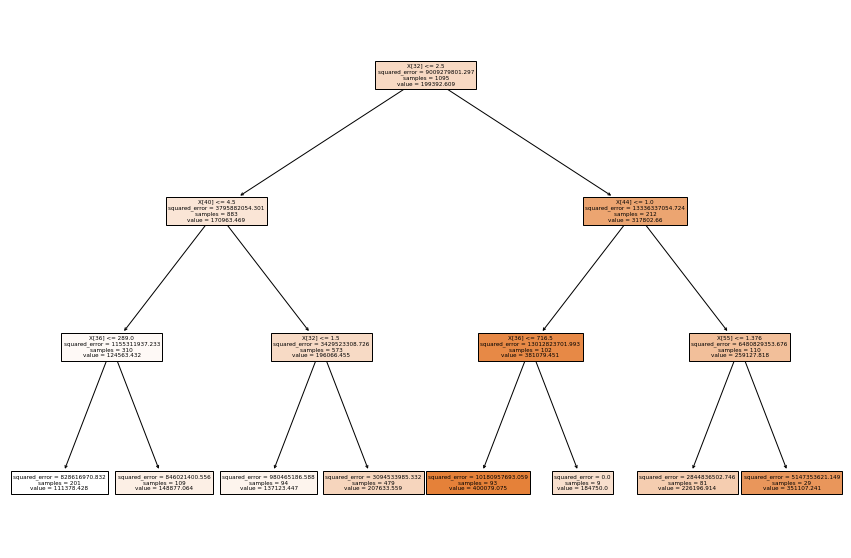 X[32] <= 2.5
squared_error = 9009279801.297
samples = 1095
value = 199392.609
X[40] <= 4.5
squared_error = 3795882054.301
samples = 883
value = 170963.469
X[44] <= 1.0
squared_error = 13336337054.724
samples = 212
value = 317802.66
X[36] <= 289.0
squared_error = 1155311937.233
samples = 310
value = 124563.432
X[32] <= 1.5
squared_error = 3429523308.726
samples = 573
value = 196066.455
X[36] <= 716.5
squared_error = 13012823701.993
samples = 102
value = 381079.451
X[55] <= 1.376
squared_error = 6480829353.676
samples = 110
value = 259127.818
squared_error = 828616970.832
samples = 201
value = 111378.428
squared_error = 846021400.556
samples = 109
value = 148877.064
squared_error = 980465186.588
samples = 94
value = 137123.447
squared_error = 3094533985.332
samples = 479
value = 207633.559
squared_error = 10180957693.059
samples = 93
value = 400079.075
squared_error = 0.0
samples = 9
value = 184750.0
squared_error = 2844836502.746
samples = 81
value = 226196.914
squared_error = 5147353621.149
samples = 29
value = 351107.241